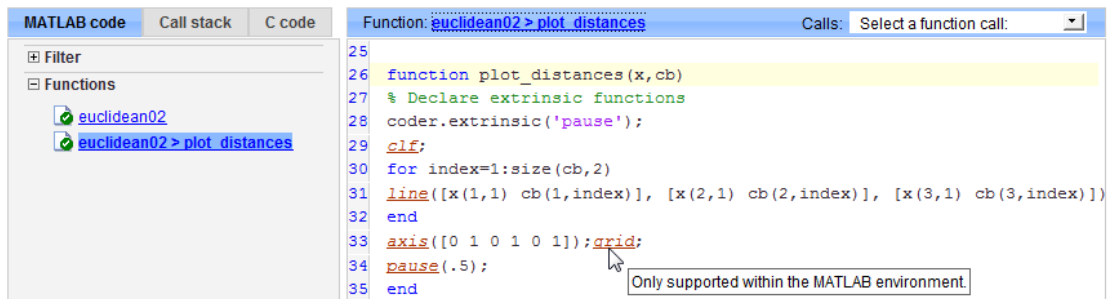 MATLAB code Call stack C code
Filter
Functions
euclidean02
euclidean02 > plot_distances
Function: euclidean02 > plot_distances Calls: Select a function call:
25
26 function plot_distances(x,cb)
27 % Declare extrinsic functions
28 coder.extrinsic('pause');
29 clf;
30 for index=1:size(cb,2)
31 line([x(1,1) cb(1,index)], [x(2,1) cb(2,index)], [x(3,1) cb(3,index)])
32 end
33 axis([0 1 0 1 0 1]);grid;
34 pause(.5);
Only supported within the MATLAB environment.
35 end